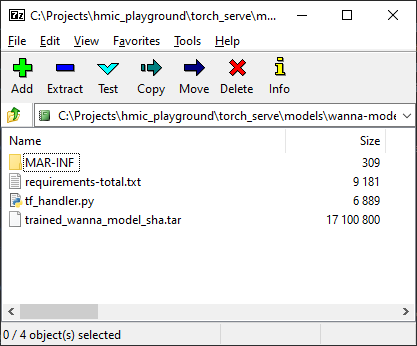 7z C:\Projects\hmic_playground\torch_serve\m...
File Edit View Favorites Tools Help
Add Extract Test Copy Move Delete Info
C:\Projects\hmic_playground\torch_serve\models\wanna-mode
Name Size
MAR-INF 309
requirements-total.txt 9 181
tf_handler.py 6 889
trained_wanna_model_sha.tar 17 100 800
0 / 4 object(s) selected